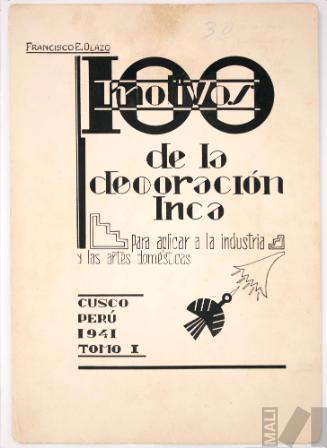 30
FRANCISCO E. OLAZO
100
motivos
de la
decoración
Inca
para aplicar a la industria
y las artes domésticas
CUSCO
PERÚ
1941
TOMO I
MALI